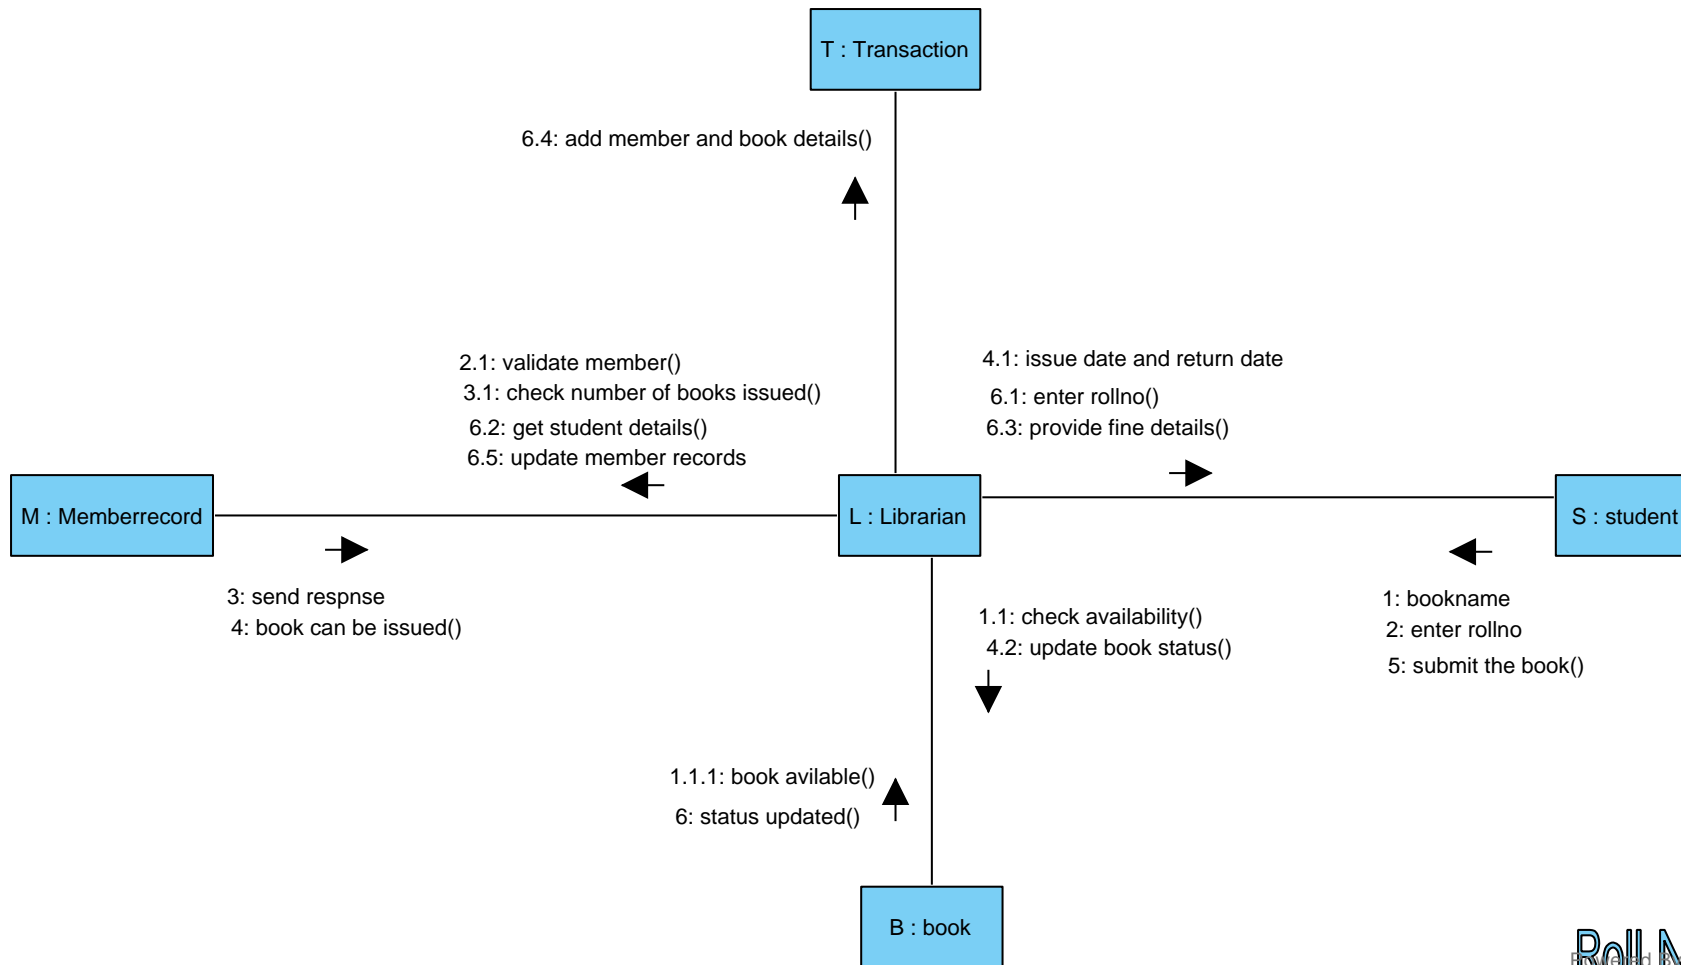 T : Transaction
6.4: add member and book details()
2.1: validate member()
3.1: check number of books issued()
6.2: get student details()
6.5: update member records
4.1: issue date and return date
6.1: enter rollno()
6.3: provide fine details()
M : Memberrecord
L : Librarian
S : student
3: send respnse
4: book can be issued()
1.1: check availability()
4.2: update book status()
1: bookname
2: enter rollno
5: submit the book()
1.1.1: book avilable()
6: status updated()
B : book
Roll
Powered